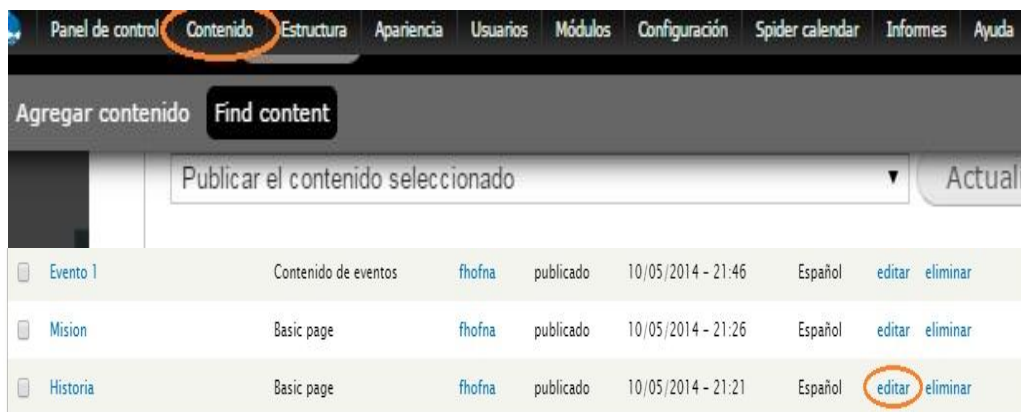 Panel de control Contenido Estructura Apariencia Usuarios Módulos Configuración Spider calendar Informes Ayuda
Agregar contenido Find content
Publicar el contenido seleccionado Actual
Evento 1 Contenido de eventos fhofna publicado 10/05/2014 - 21:46 Español editar eliminar
Mision Basic page fhofna publicado 10/05/2014 - 21:26 Español editar eliminar
Historia Basic page fhofna publicado 10/05/2014 - 21:21 Español editar eliminar